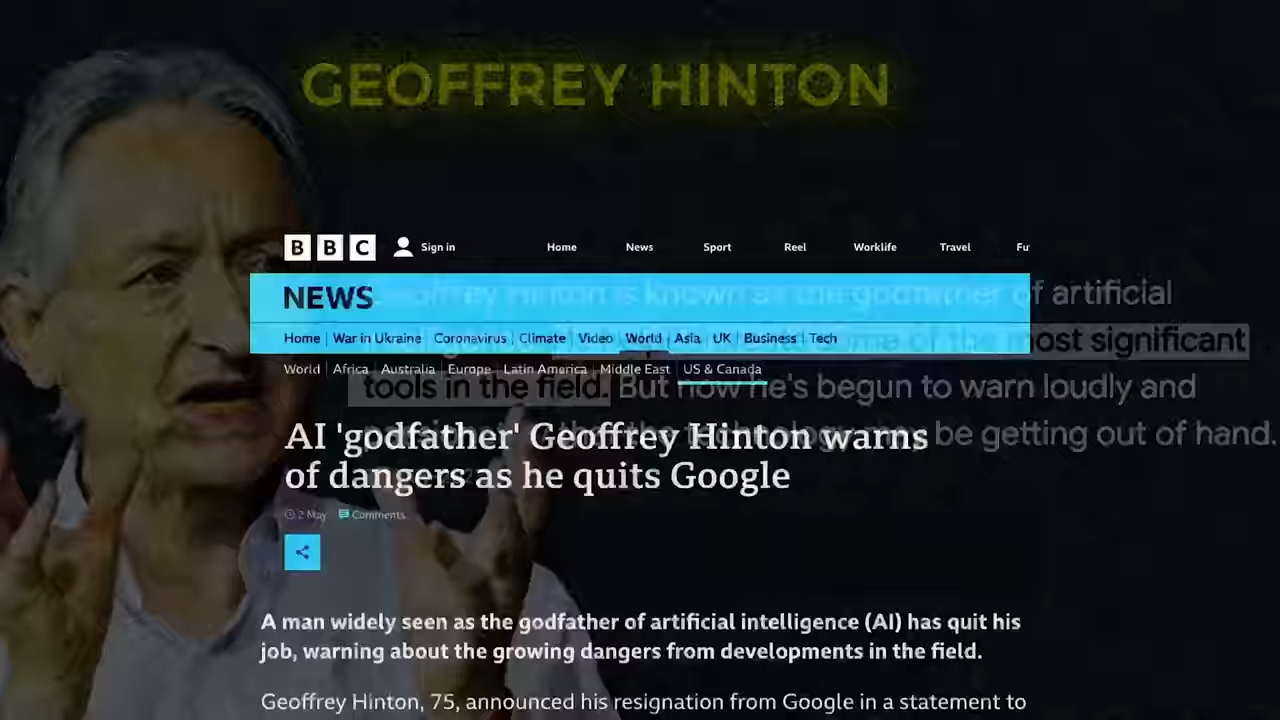 GEOFFREY HINTON
BBC Sign in Home News Sport Reel Worklife Travel Fu
NEWS
Geoffrey Hinton is known as the godfather of artificial
Home War in Ukraine Coronavirus Climate Video World Asia UK Business Tech
some of the most significant
World Africa Australia Europe Latin America Middle East US & Canada
tools in the field. But now he's begun to warn loudly and
AI 'godfather' Geoffrey Hinton warns
be getting out of hand.
of dangers as he quits Google
2 May Comments
A man widely seen as the godfather of artificial intelligence (AI) has quit his
job, warning about the growing dangers from developments in the field.
Geoffrey Hinton, 75, announced his resignation from Google in a statement to